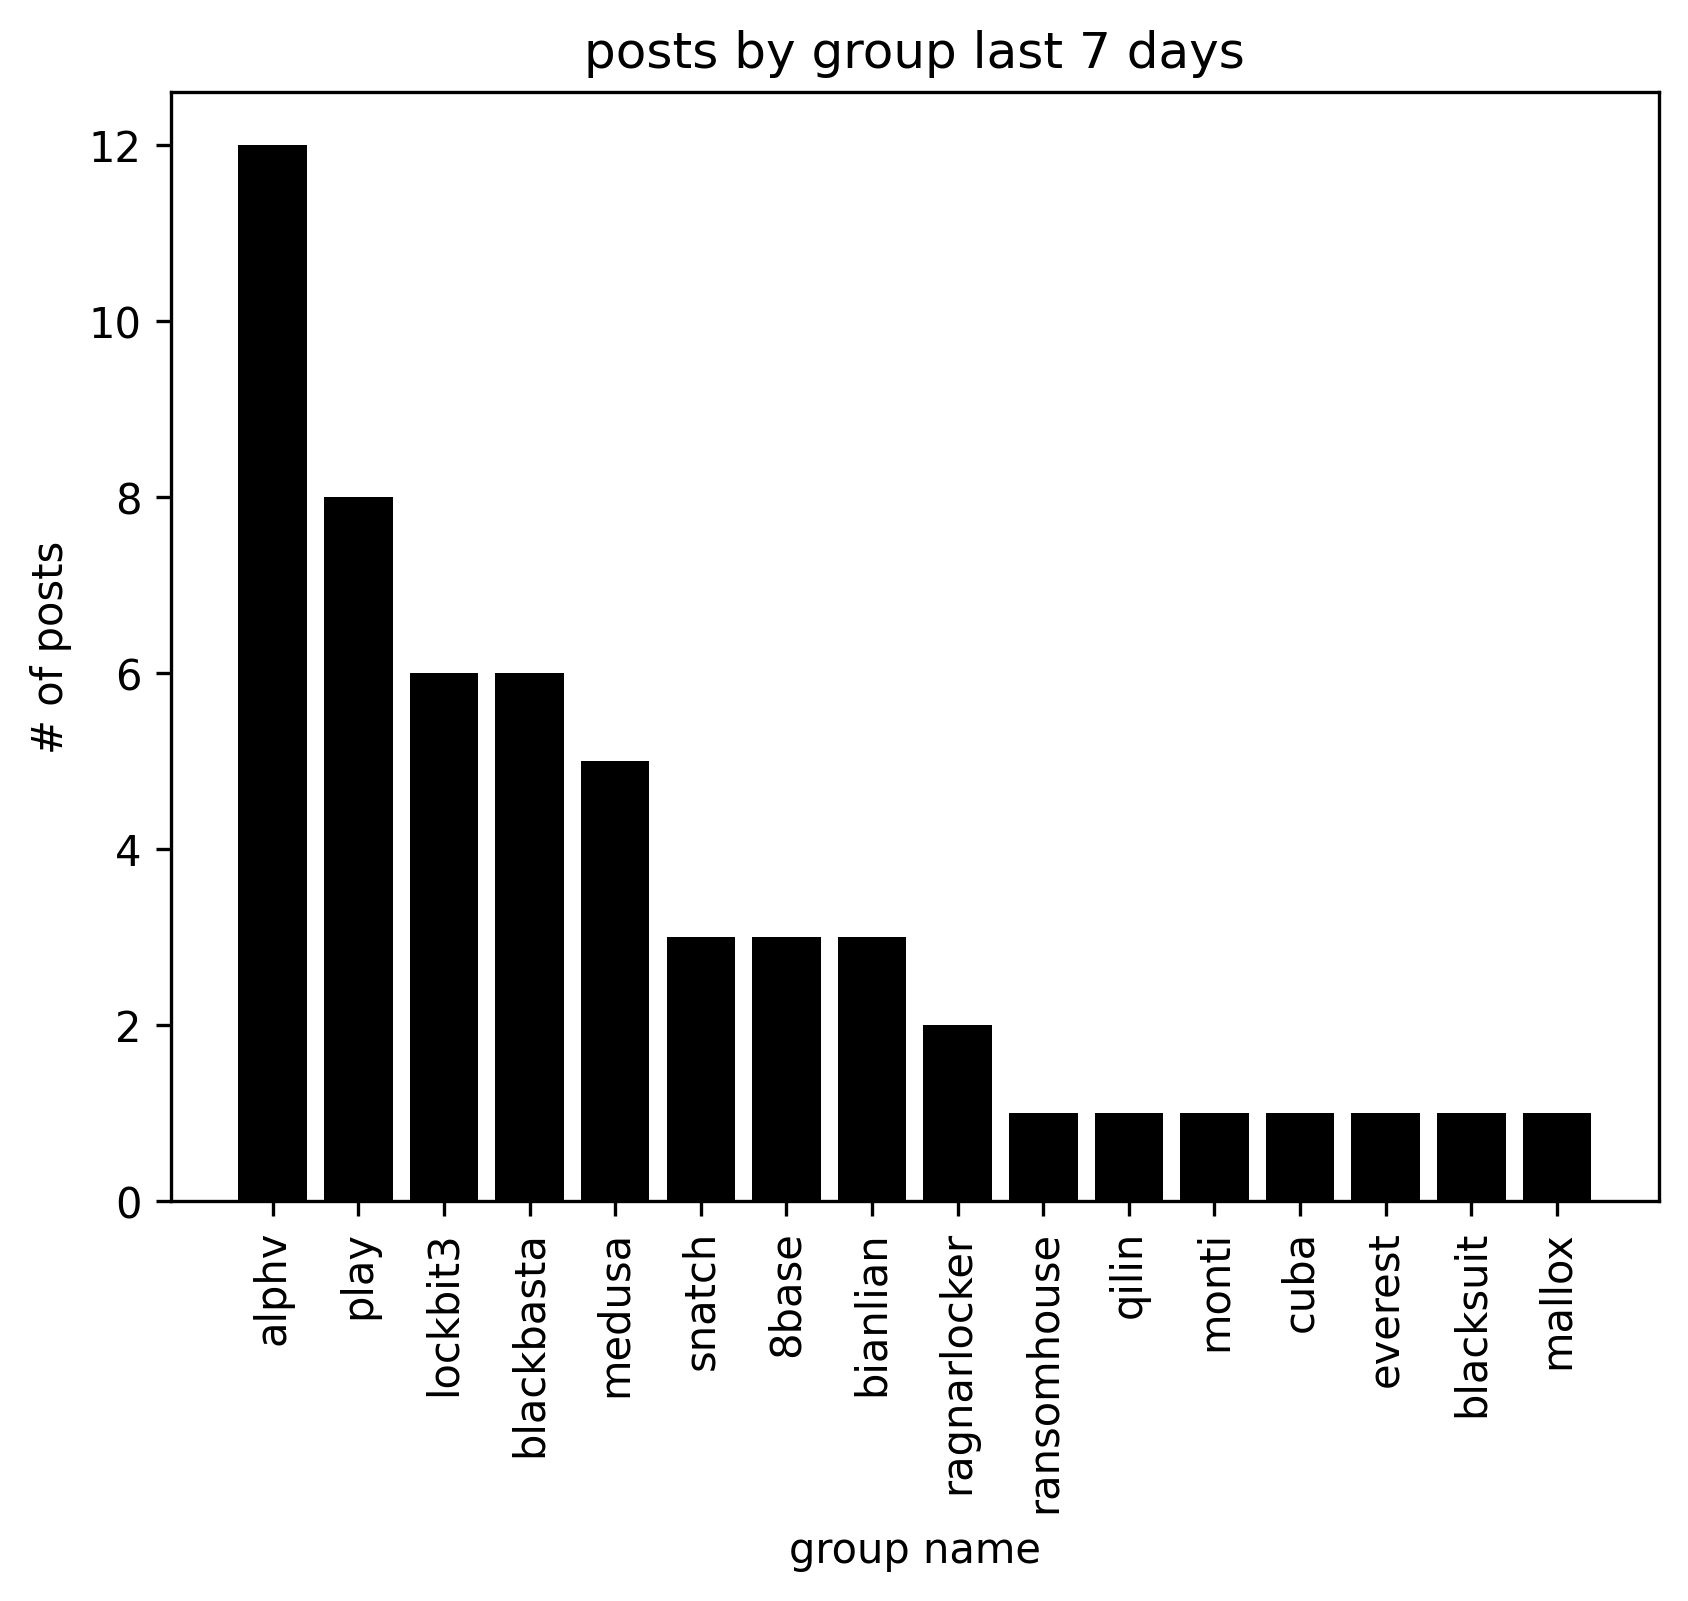 posts by group last 7 days
12
10
8
6
4
2
0
# of posts
alphv
play
lockbit3
blackbasta
medusa
snatch
8base
bianlian
ragnarlocker
ransomhouse
qilin
monti
cuba
everest
blacksuit
mallox
group name